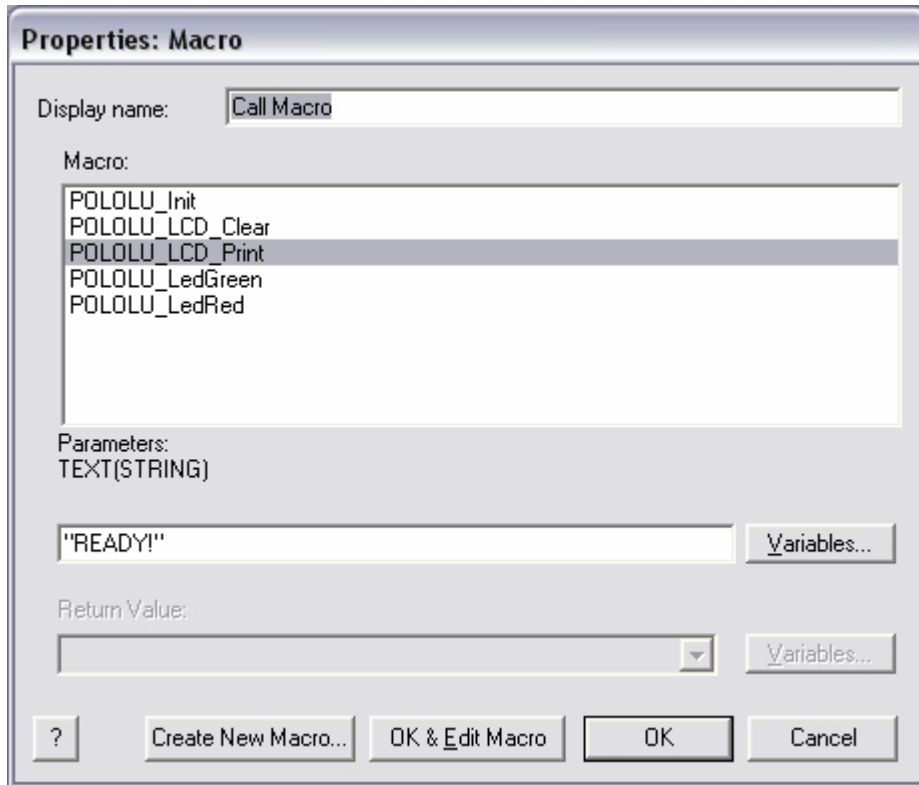 Properties: Macro
Display name: Call Macro
Macro:
POLOLU_Init
POLOLU_LCD_Clear
POLOLU_LCD_Print
POLOLU_LedGreen
POLOLU_LedRed
Parameters:
TEXT(STRING)
"READY!" Variables...
Return Value:
Variables...
? Create New Macro... OK & Edit Macro OK Cancel